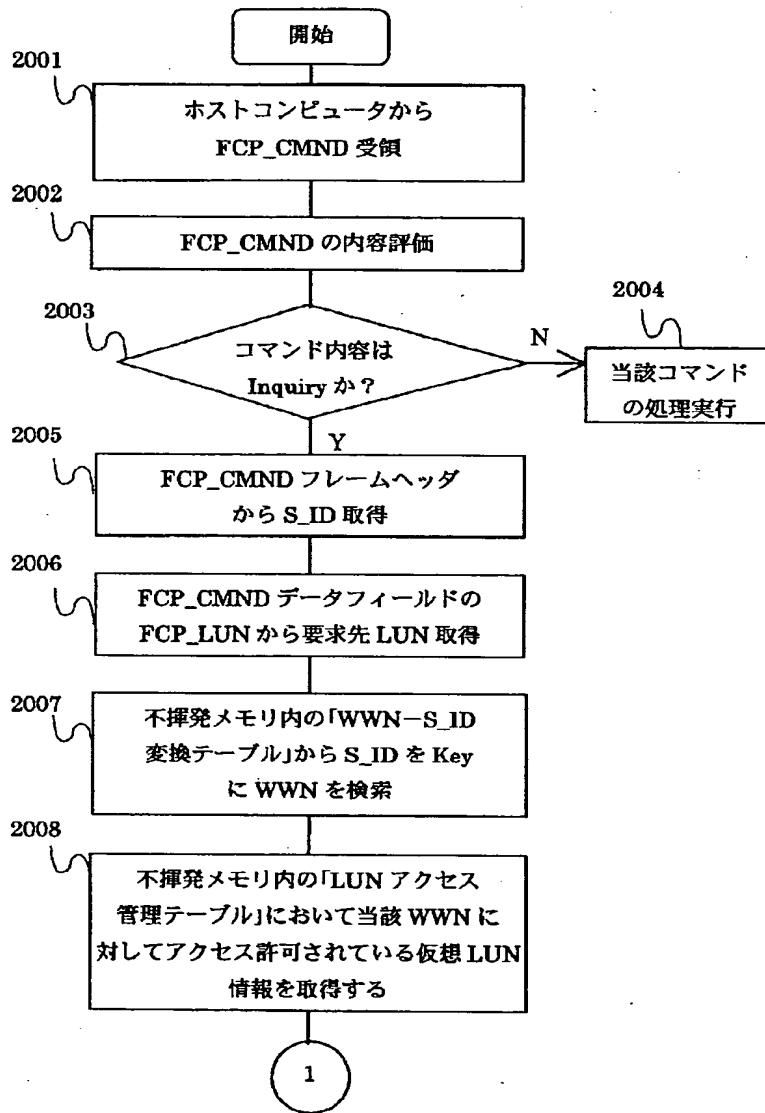 開始
2001
ホストコンピュータから
FCP_CMND 受領
2002
FCP_CMND の内容評価
2003
コマンド内容は
Inquiry か？
N
2004
当該コマンド
の処理実行
Y
2005
FCP_CMND フレームヘッダ
から S_ID 取得
2006
FCP_CMND データフィールドの
FCP_LUN から要求先 LUN 取得
2007
不揮発メモリ内の「WWN－S_ID
変換テーブル」から S_ID を Key
に WWN を検索
2008
不揮発メモリ内の「LUN アクセス
管理テーブル」において当該 WWN に
対してアクセス許可されている仮想 LUN
情報を取得する
1